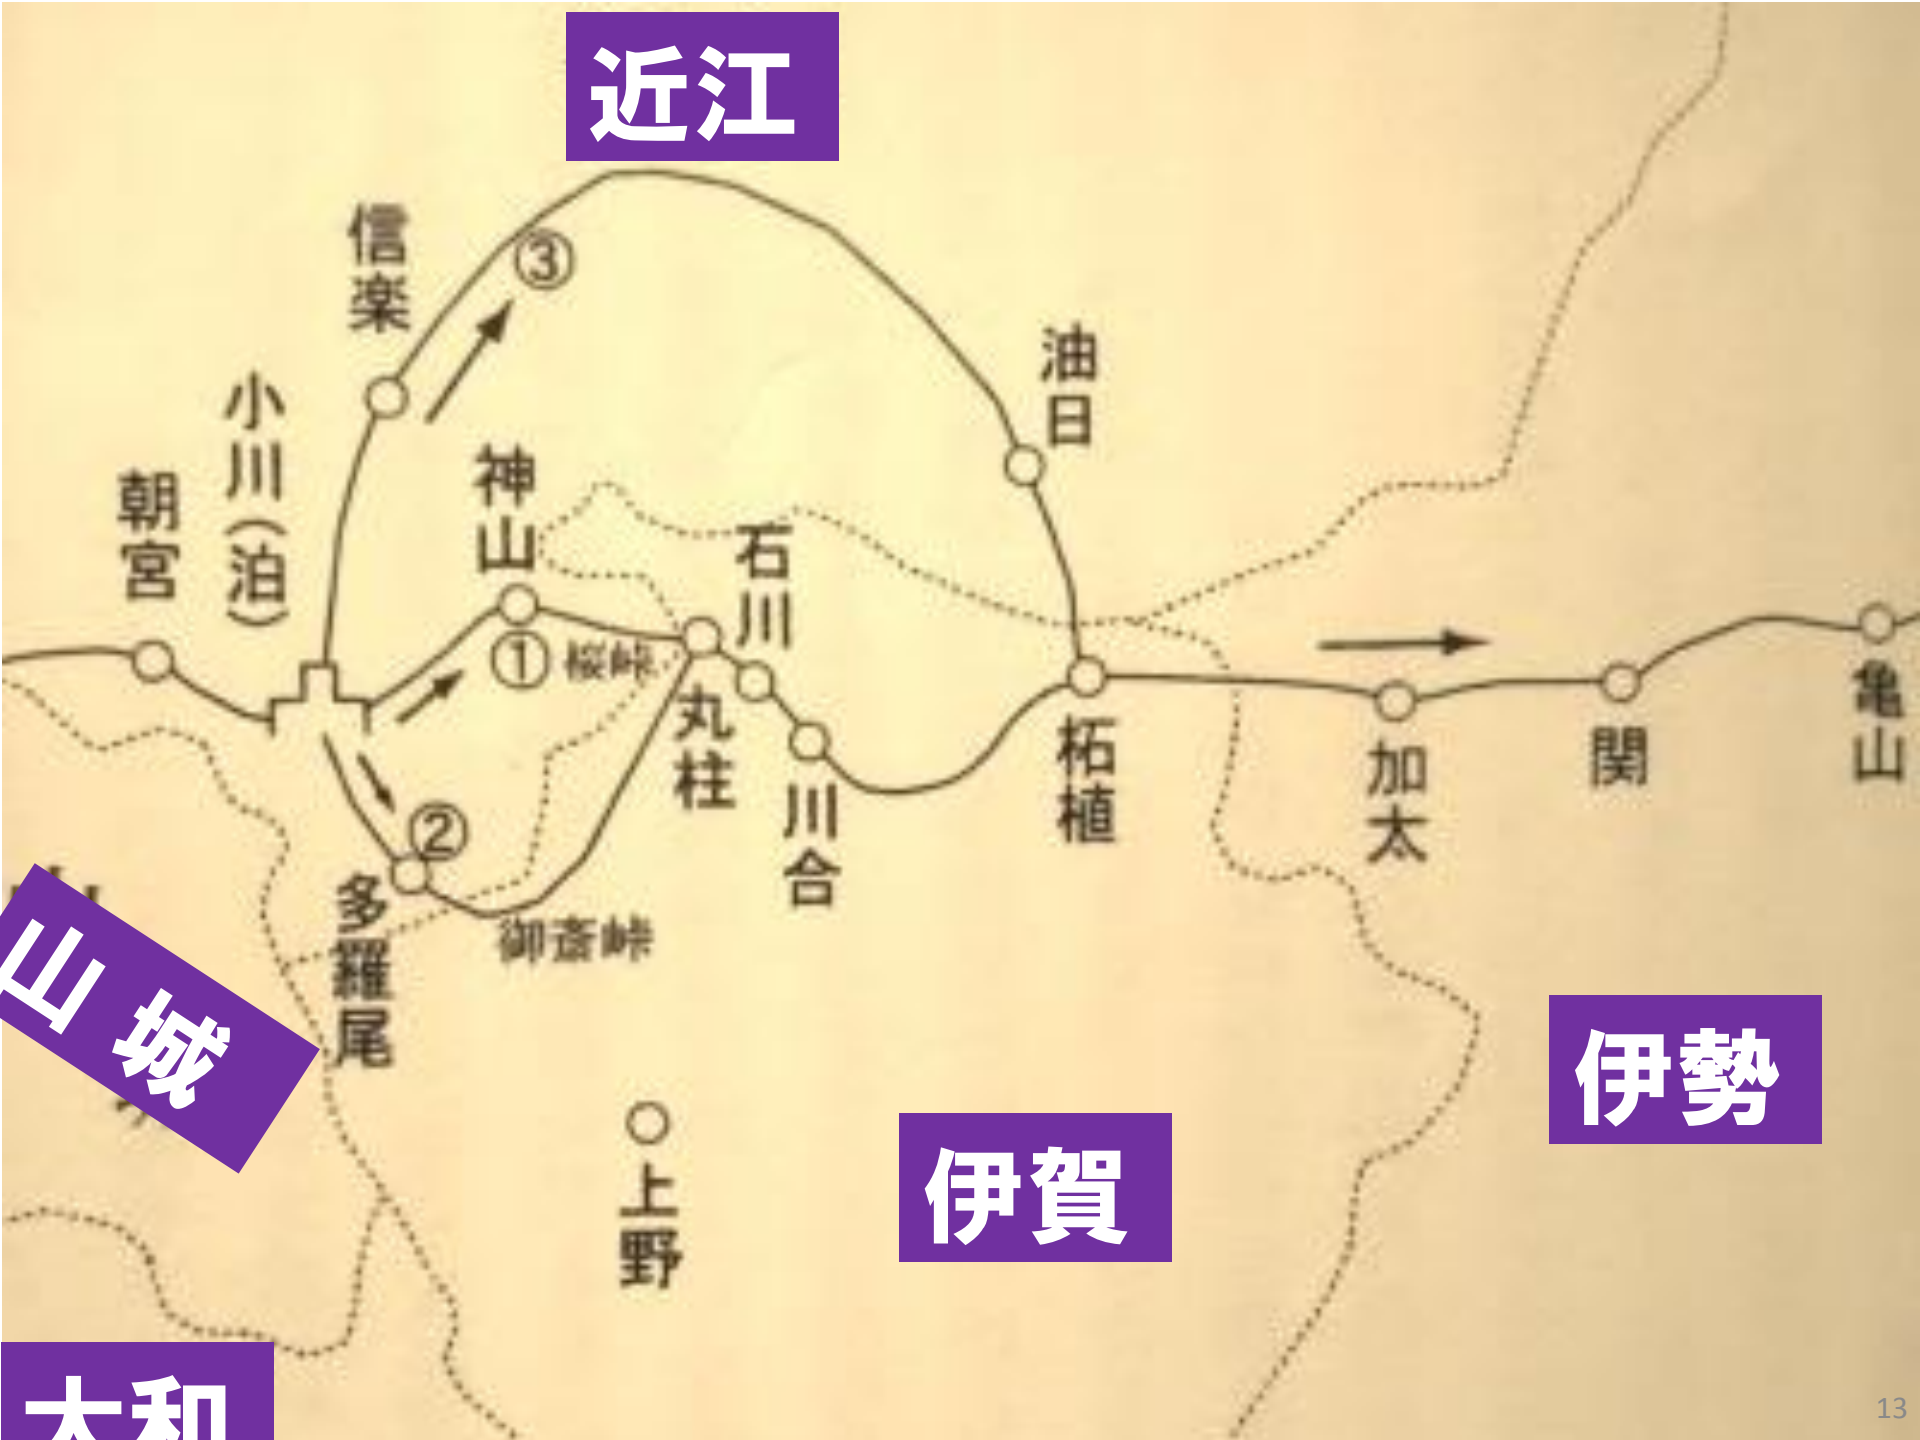 近江
信楽
③
油日
小川(泊)
神山
朝宮
石川
①
丸柱
柘植
加太
関
亀山
②
川合
多羅尾
御斎峠
山城
伊勢
伊賀
上野
大和
13